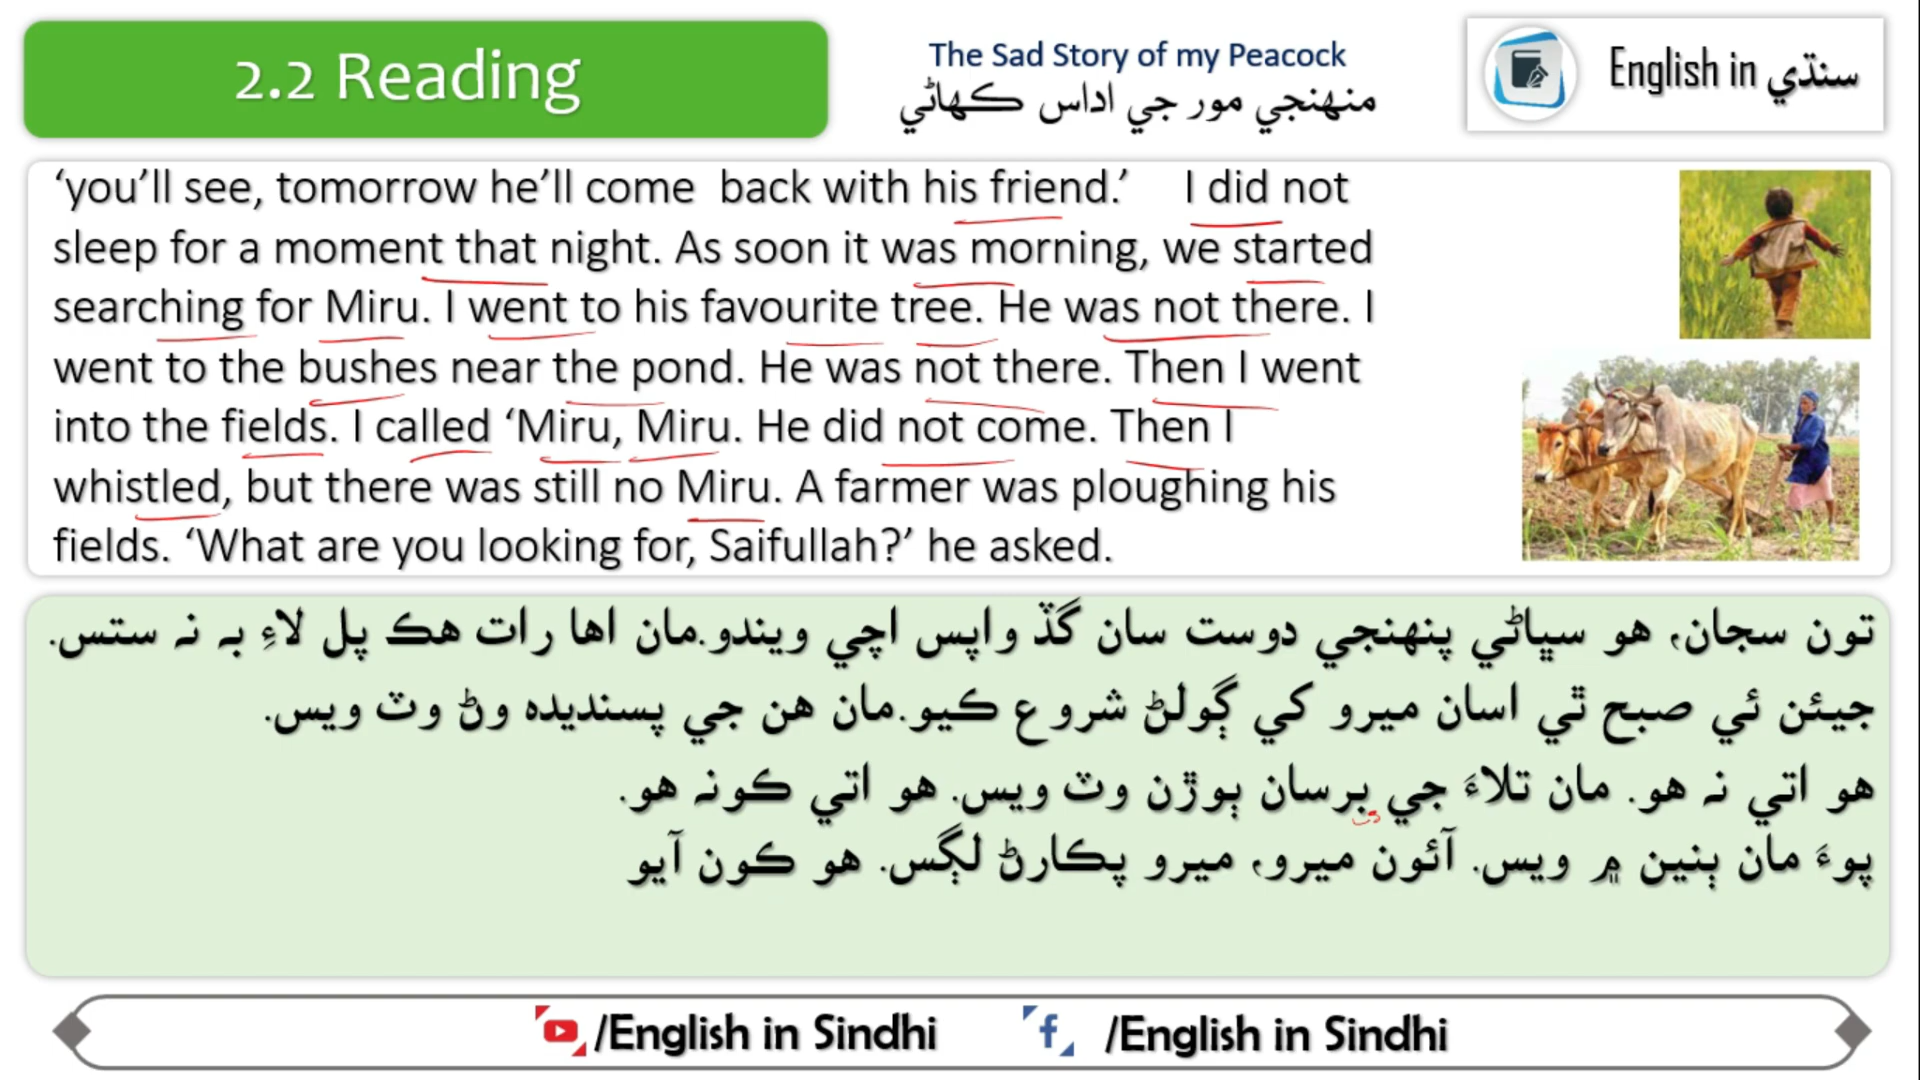 2.2 Reading
The Sad Story of my Peacock
منهنجي مور جي اداس ڪهاڻي
English in سنڌي
‘you’ll see, tomorrow he’ll come back with his friend.’ I did not
sleep for a moment that night. As soon it was morning, we started
searching for Miru. I went to his favourite tree. He was not there. I
went to the bushes near the pond. He was not there. Then I went
into the fields. I called ‘Miru, Miru. He did not come. Then I
whistled, but there was still no Miru. A farmer was ploughing his
fields. ‘What are you looking for, Saifullah?’ he asked.
تون سڃان، هو سڀاڻي پنهنجي دوست سان گڏ واپس اچي ويندو.مان اها رات هڪ پل لاءِ به نه ستس.
جيئن ئي صبح ٿي اسان ميرو کي ڳولڻ شروع ڪيو.مان هن جي پسنديده وڻ وٽ ويس.
هو اتي نه هو. مان تلاءَ جي ڀرسان ٻوڙن وٽ ويس. هو اتي ڪونه هو.
پوءَ مان ٻنين ۾ ويس. آئون ميرو، ميرو پڪارڻ لڳس. هو ڪون آيو
/English in Sindhi
/English in Sindhi